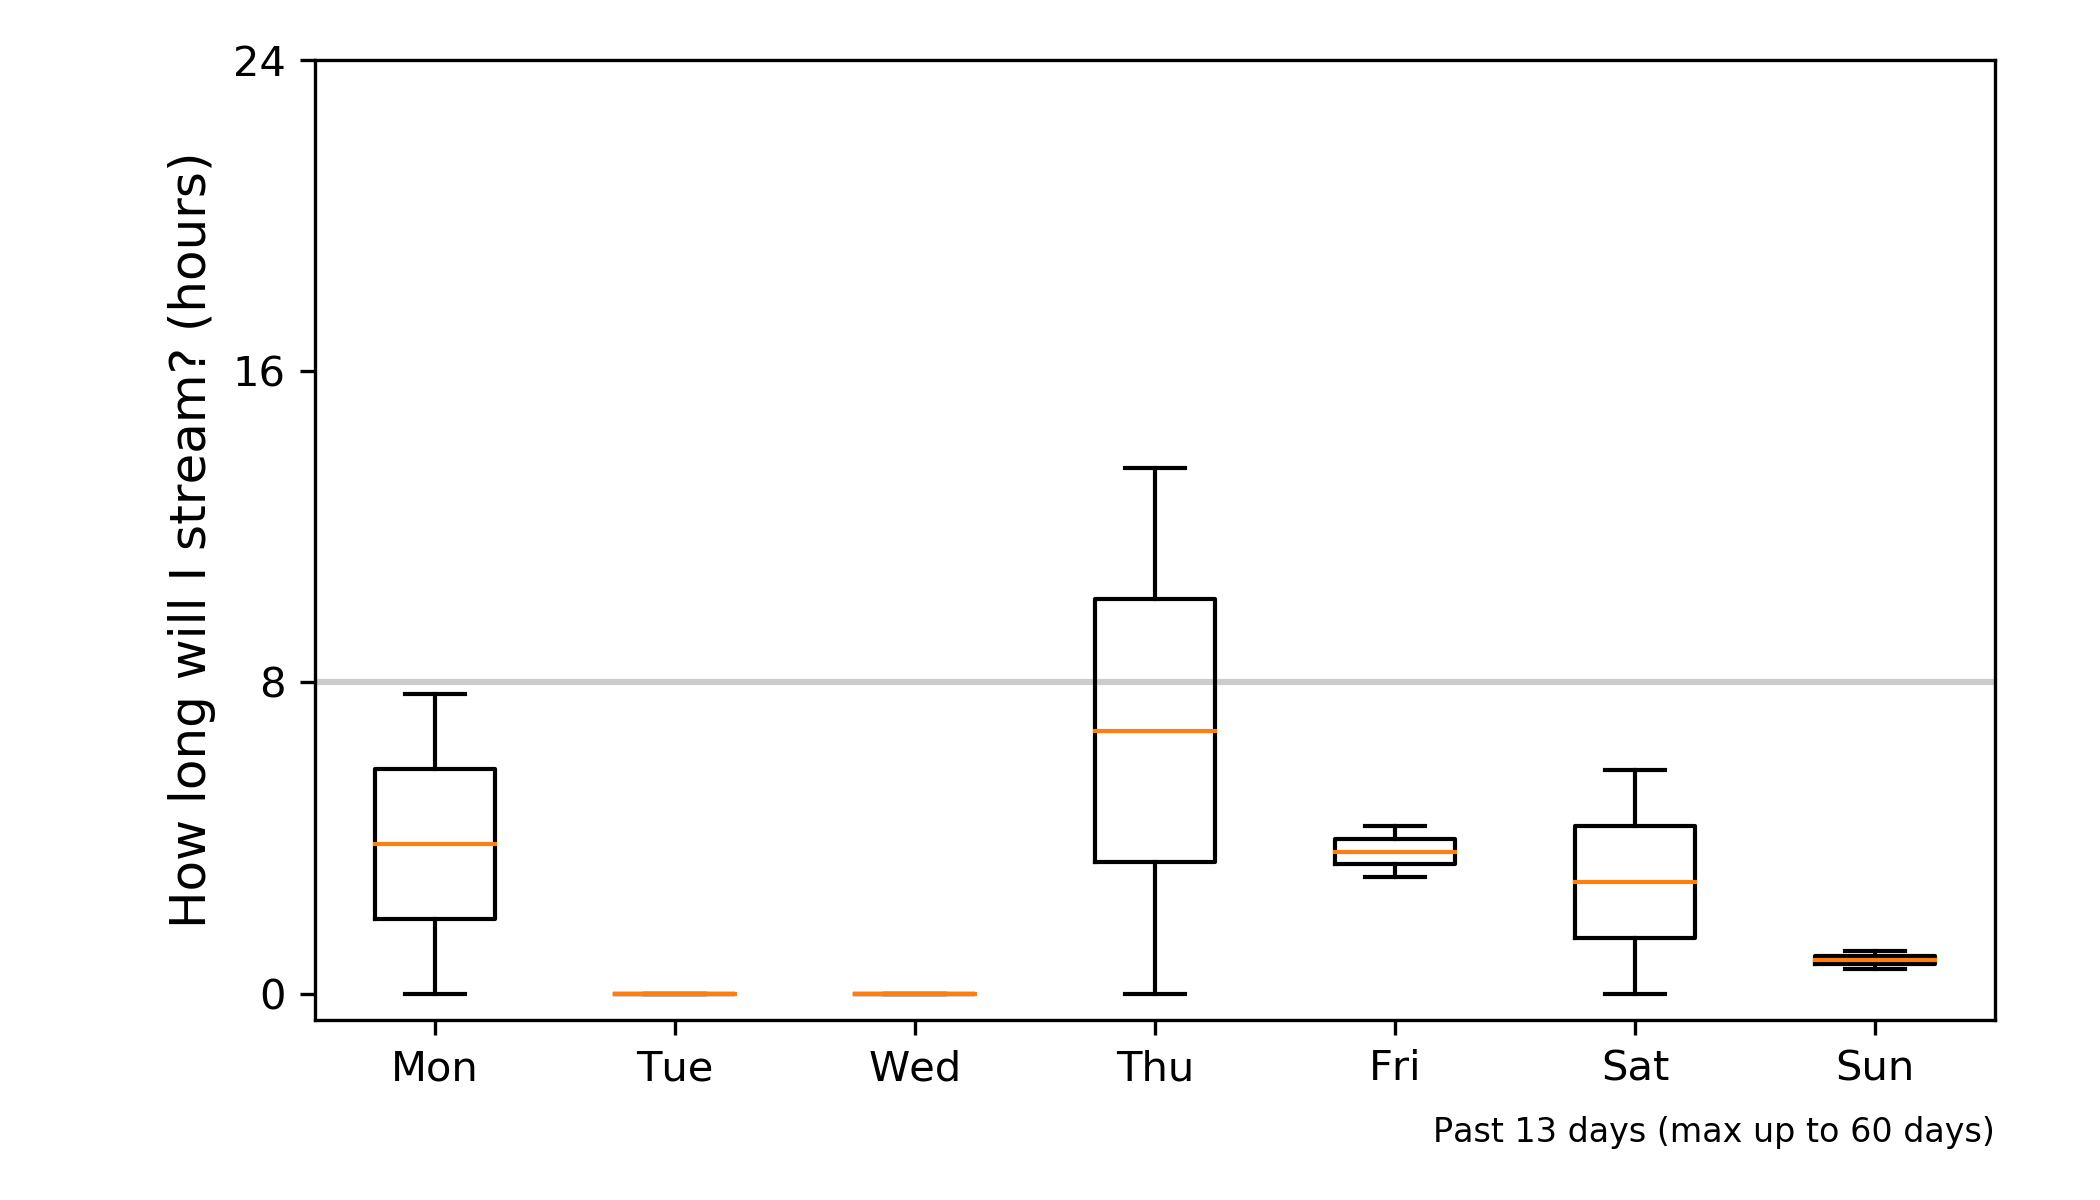 How long will I stream? (hours)
24
16
8
0
Mon Tue Wed Thu Fri Sat Sun
Past 13 days (max up to 60 days)